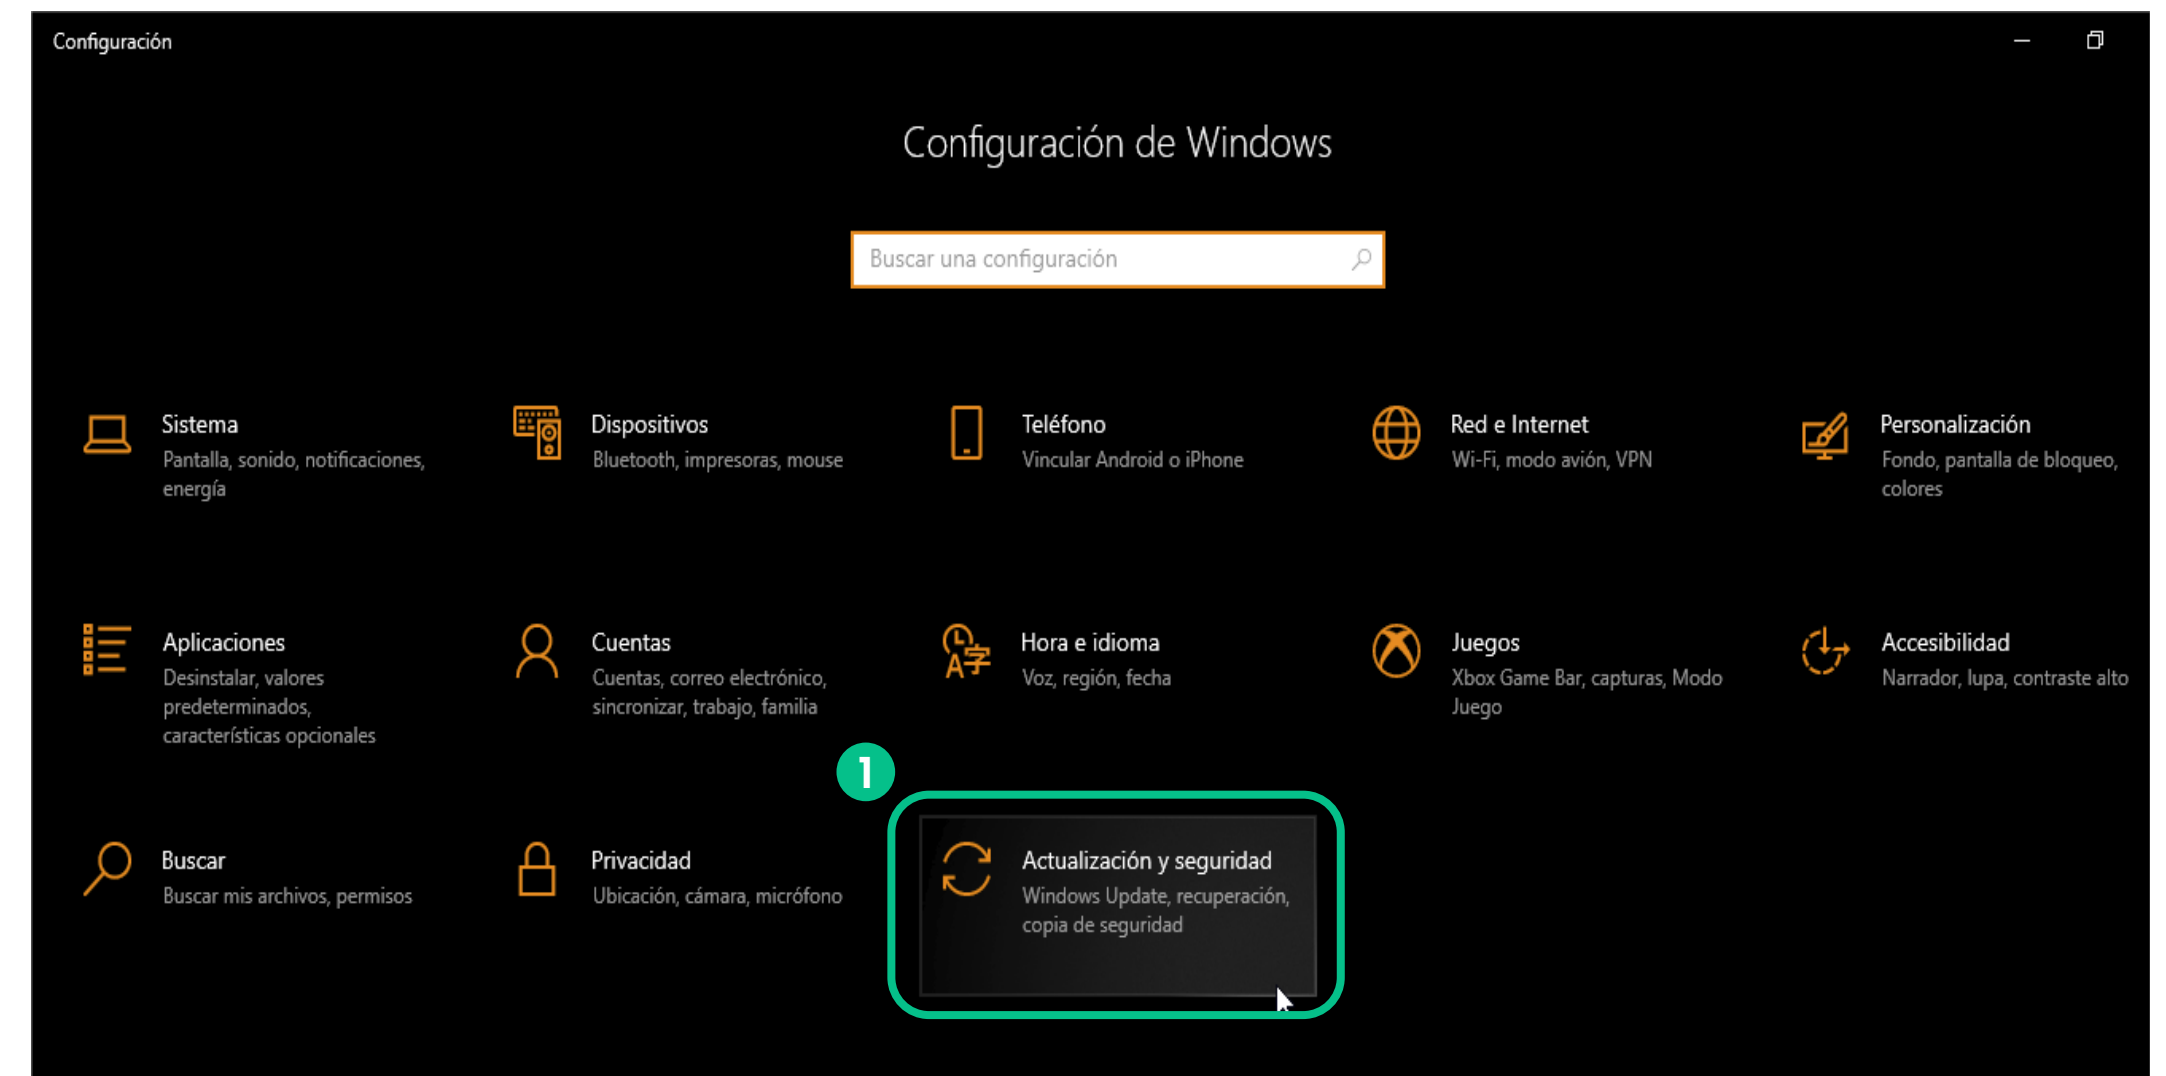 Configuración
Configuración de Windows
Buscar una configuración
Sistema
Pantalla, sonido, notificaciones,
energía
Dispositivos
Bluetooth, impresoras, mouse
Teléfono
Vincular Android o iPhone
Red e Internet
Wi-Fi, modo avión, VPN
Personalización
Fondo, pantalla de bloqueo,
colores
Aplicaciones
Desinstalar, valores
predeterminados,
características opcionales
Cuentas
Cuentas, correo electrónico,
sincronizar, trabajo, familia
Hora e idioma
Voz, región, fecha
Juegos
Xbox Game Bar, capturas, Modo
Juego
Accesibilidad
Narrador, lupa, contraste alto
1
Buscar
Buscar mis archivos, permisos
Privacidad
Ubicación, cámara, micrófono
Actualización y seguridad
Windows Update, recuperación,
copia de seguridad